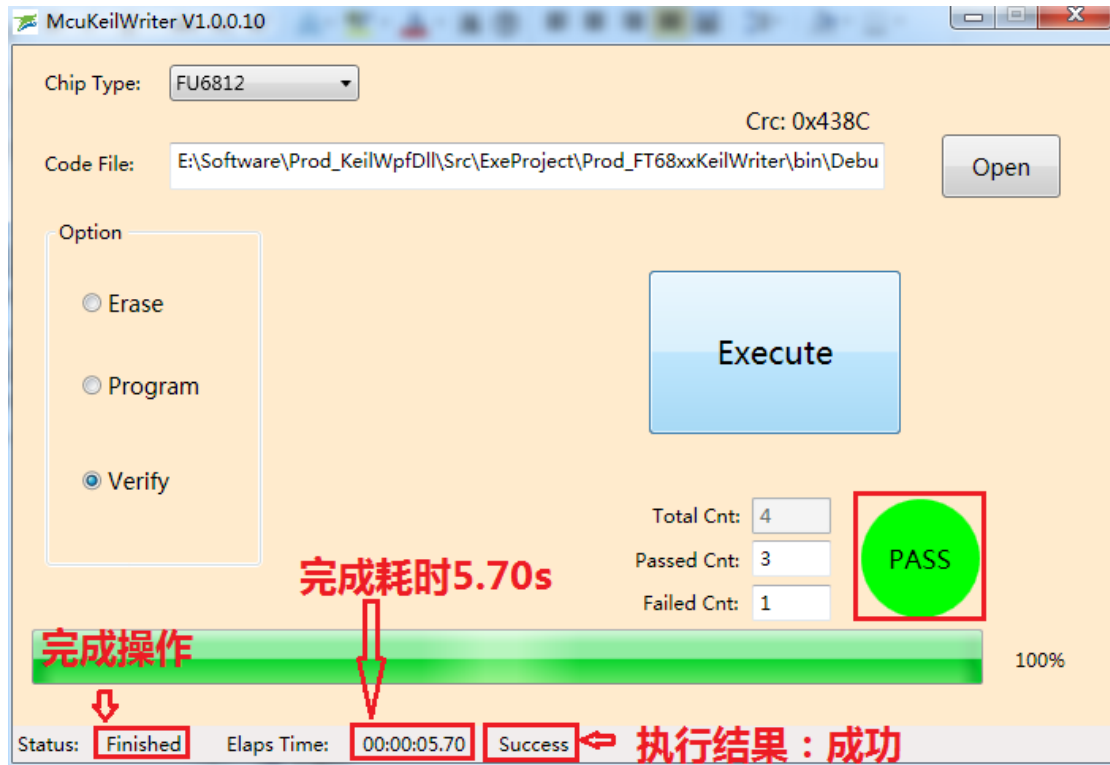 McuKeilWriter V1.0.0.10
Chip Type: FU6812
Crc: 0x438C
Code File: E:\Software\Prod_KeilWpfDll\Src\ExeProject\Prod_FT68xxKeilWriter\bin\Debu
Open
Option
Erase
Program
Verify
Execute
Total Cnt: 4
Passed Cnt: 3
Failed Cnt: 1
PASS
完成耗时5.70s
完成操作
100%
Status: Finished Elaps Time: 00:00:05.70 Success
执行结果：成功